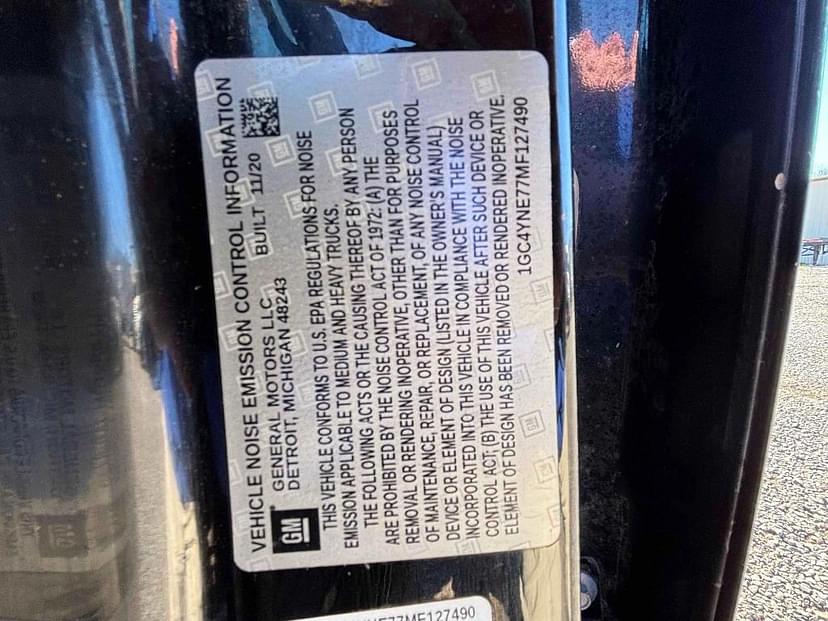 VEHICLE NOISE EMISSION CONTROL INFORMATION
GM
GENERAL MOTORS LLC
DETROIT, MICHIGAN 48243
BUILT 11/20
THIS VEHICLE CONFORMS TO U.S. EPA REGULATIONS FOR NOISE
EMISSION APPLICABLE TO MEDIUM AND HEAVY TRUCKS.
THE FOLLOWING ACTS OR THE CAUSING THEREOF BY ANY PERSON
ARE PROHIBITED BY THE NOISE CONTROL ACT OF 1972: (A) THE
REMOVAL OR RENDERING INOPERATIVE, OTHER THAN FOR PURPOSES
OF MAINTENANCE, REPAIR, OR REPLACEMENT, OF ANY NOISE CONTROL
DEVICE OR ELEMENT OF DESIGN (LISTED IN THE OWNER'S MANUAL)
INCORPORATED INTO THIS VEHICLE IN COMPLIANCE WITH THE NOISE
CONTROL ACT; (B) THE USE OF THIS VEHICLE AFTER SUCH DEVICE OR
ELEMENT OF DESIGN HAS BEEN REMOVED OR RENDERED INOPERATIVE.
1GC4YNE77MF127490
E77MF127490